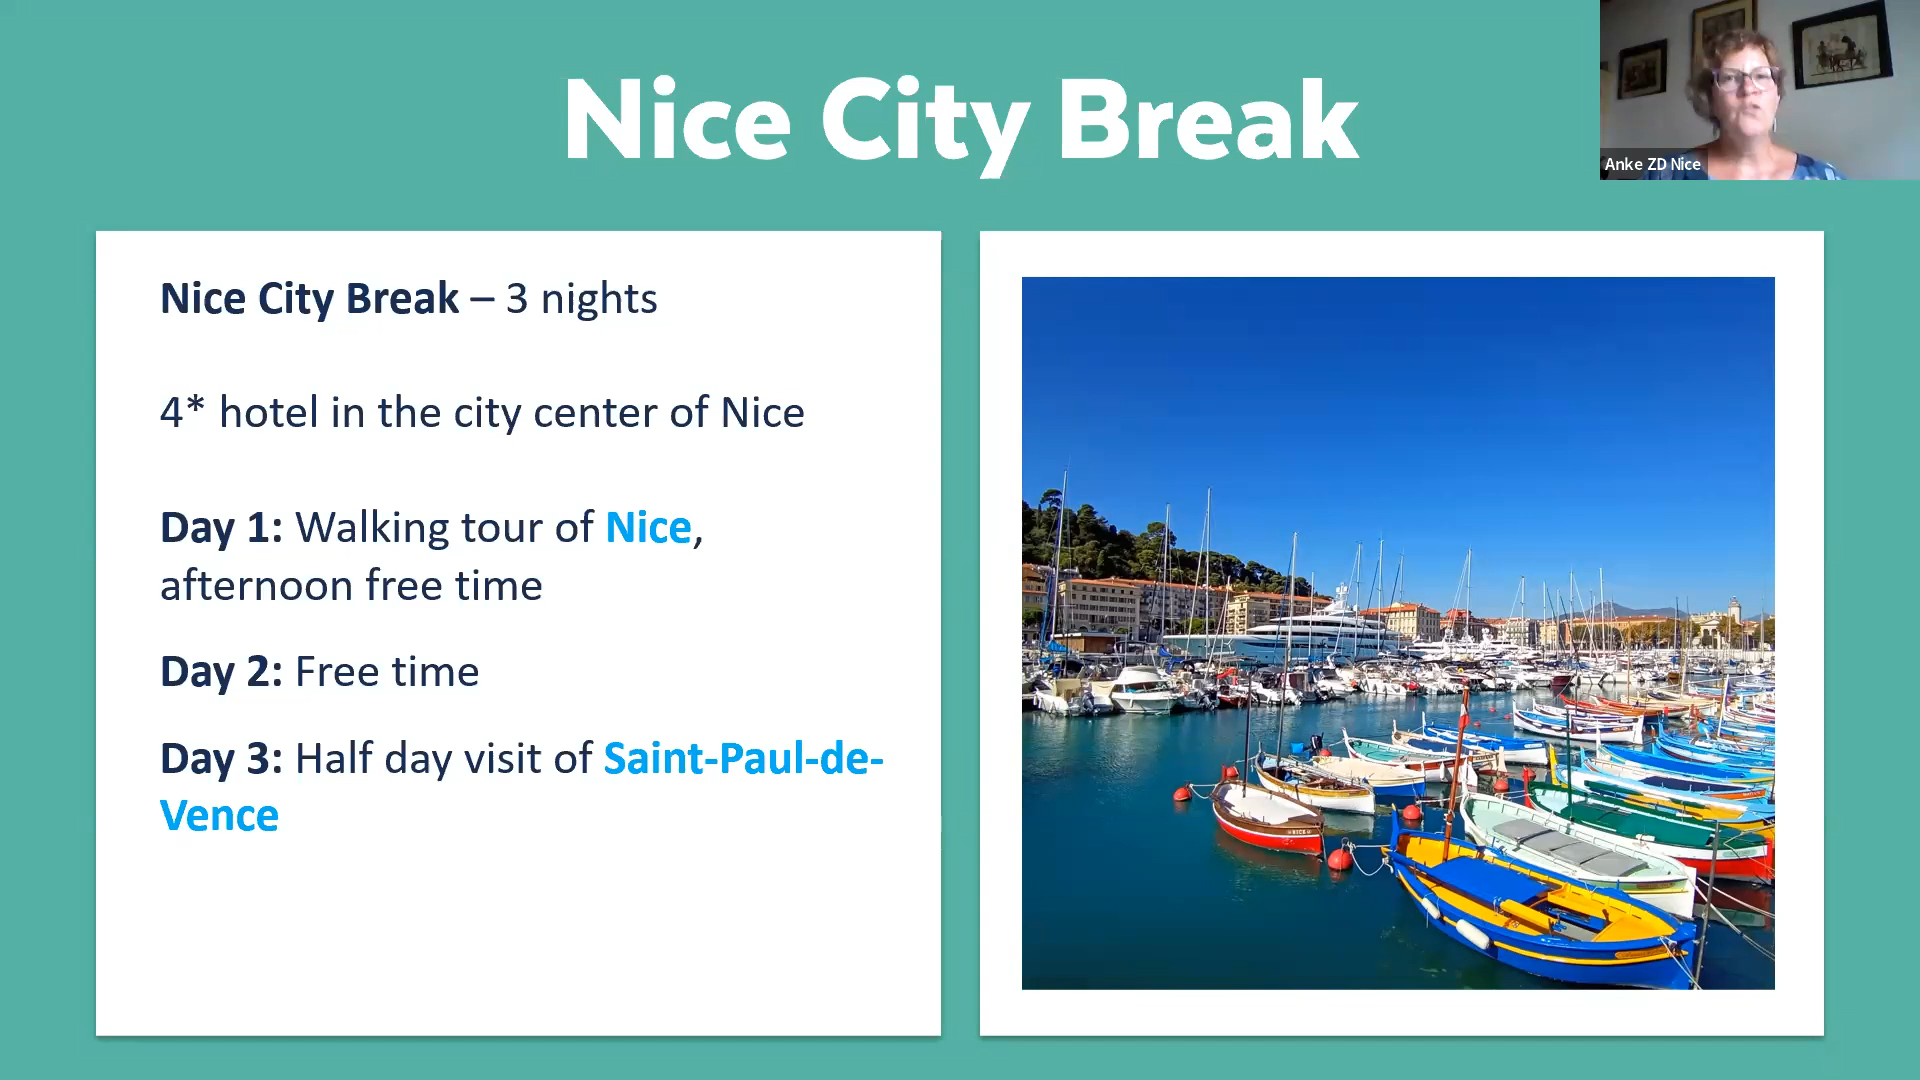 Nice City Break
Anke ZD Nice
Nice City Break – 3 nights
4* hotel in the city center of Nice
Day 1: Walking tour of Nice,
afternoon free time
Day 2: Free time
Day 3: Half day visit of Saint-Paul-de-
Vence